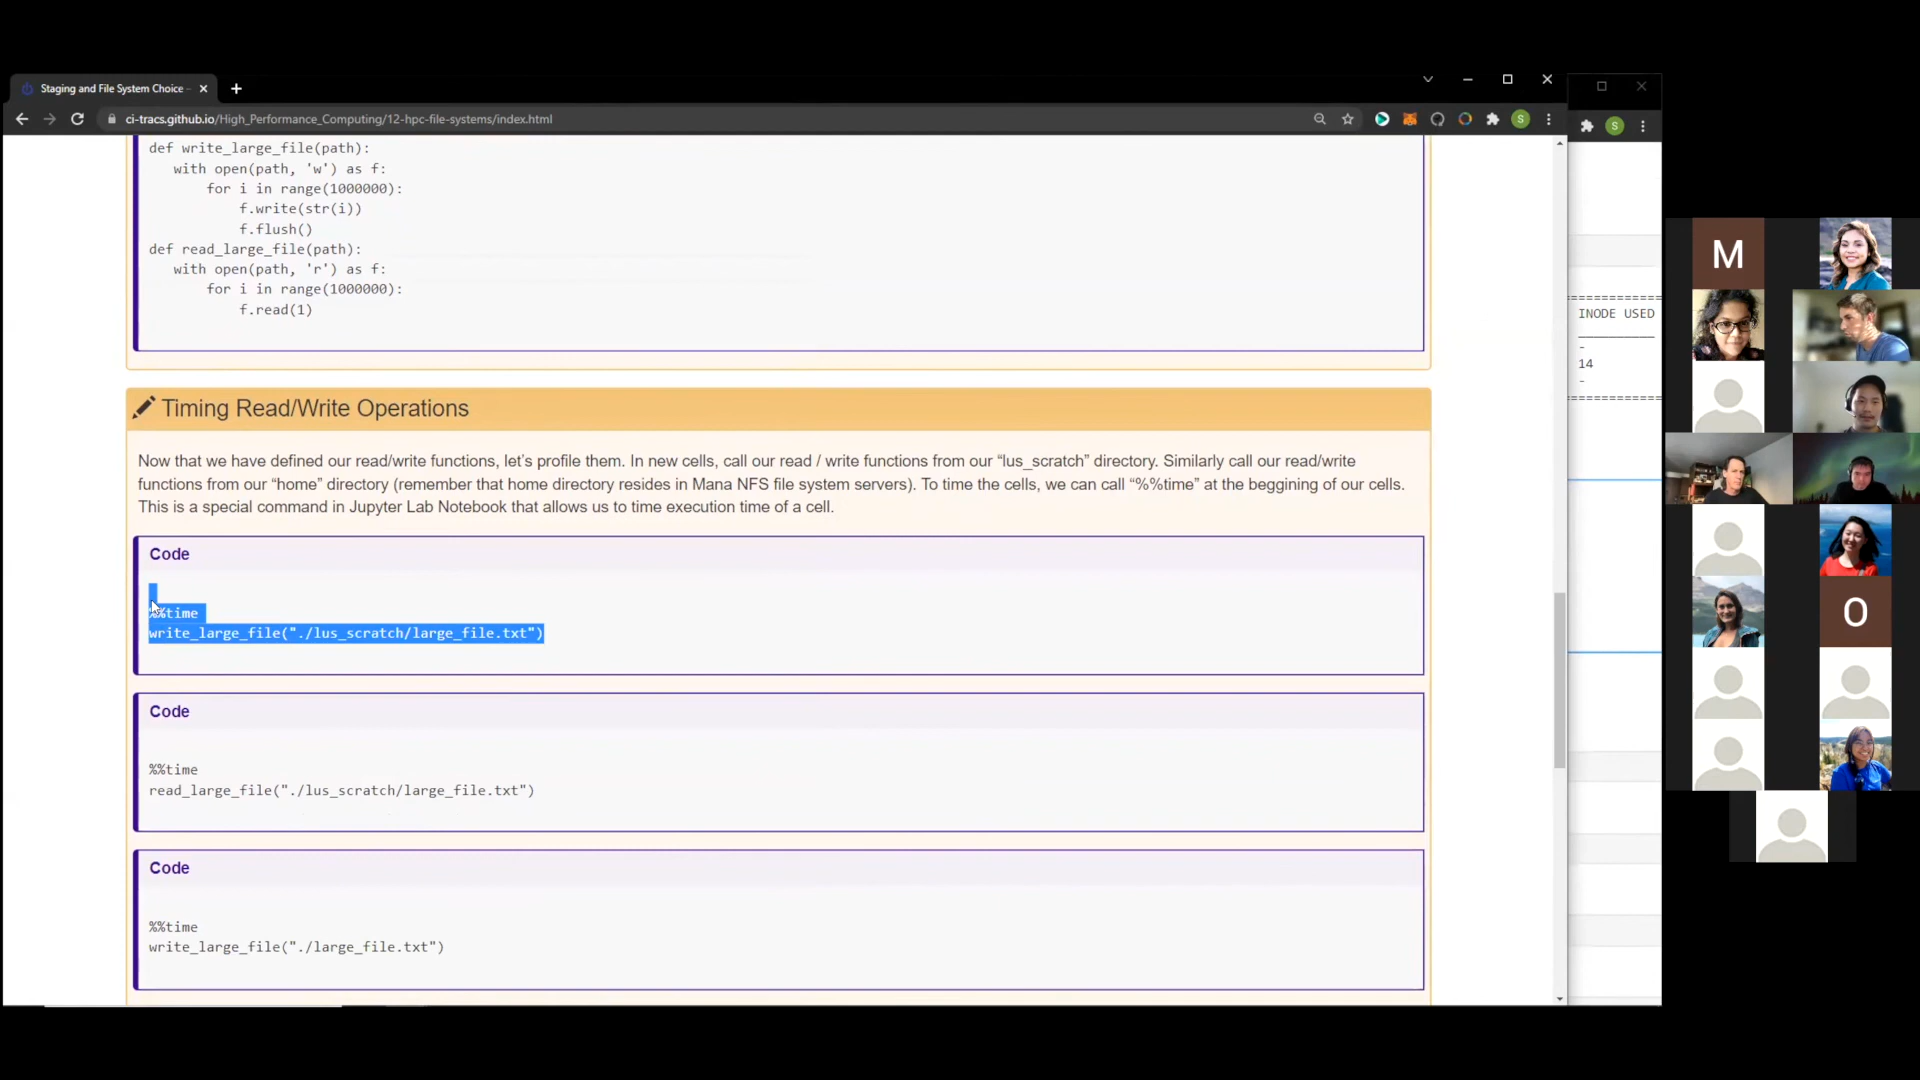 Staging and File System Choice -
ci-tracs.github.io/High_Performance_Computing/12-hpc-file-systems/index.html
S
S
def write_large_file(path):
with open(path, 'w') as f:
for i in range(1000000):
f.write(str(i))
f.flush()
def read_large_file(path):
with open(path, 'r') as f:
for i in range(1000000):
f.read(1)
Timing Read/Write Operations
Now that we have defined our read/write functions, let's profile them. In new cells, call our read / write functions from our “lus_scratch” directory. Similarly call our read/write
functions from our “home” directory (remember that home directory resides in Mana NFS file system servers). To time the cells, we can call “%%time” at the beggining of our cells.
This is a special command in Jupyter Lab Notebook that allows us to time execution time of a cell.
Code
%%time
write_large_file("./lus_scratch/large_file.txt")
Code
%%time
read_large_file("./lus_scratch/large_file.txt")
Code
%%time
write_large_file("./large_file.txt")
=============
INODE USED
__________
-
14
-
=============
M
O